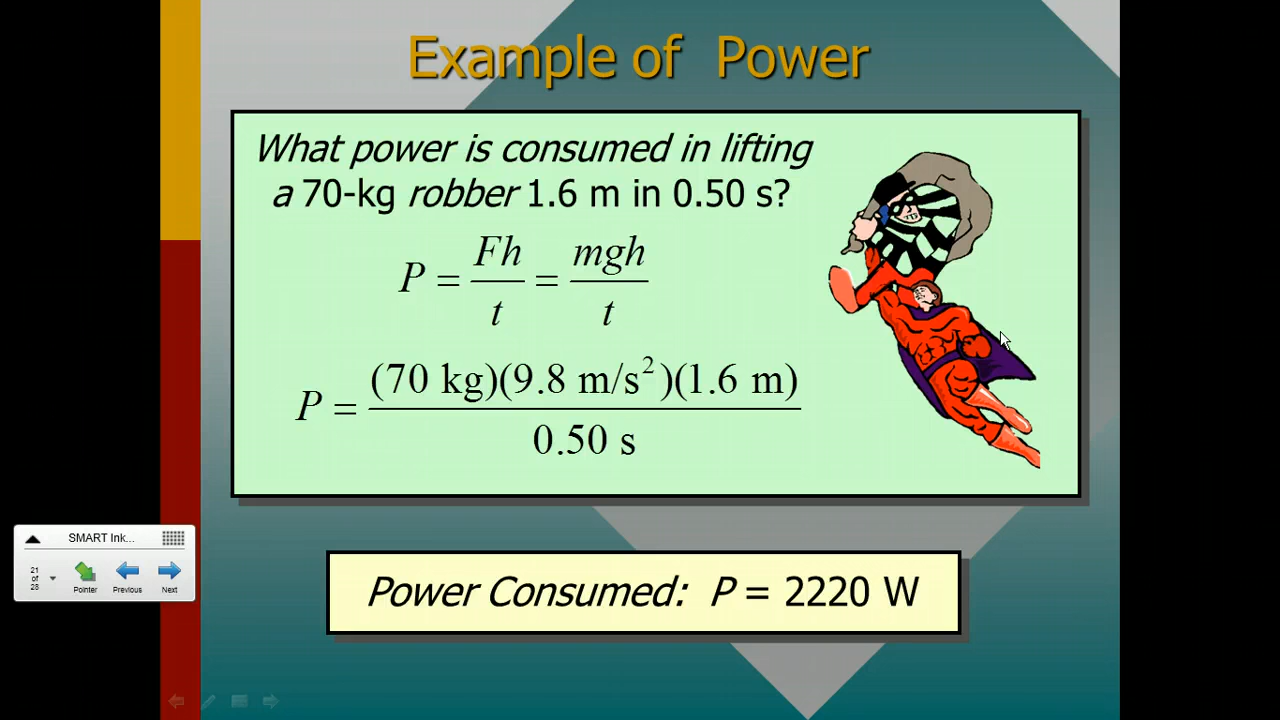 Example of Power
What power is consumed in lifting
a 70-kg robber 1.6 m in 0.50 s?
P = Fh/t = mgh/t
P = (70 kg)(9.8 m/s²)(1.6 m)/0.50 s
SMART Ink...
21
of
28
Pointer Previous Next
Power Consumed: P = 2220 W